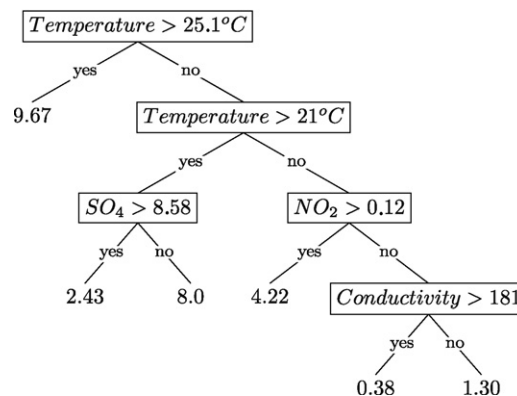 Temperature > 25.1°C
yes no
9.67 Temperature > 21°C
yes no
SO₄ > 8.58 NO₂ > 0.12
yes no yes no
2.43 8.0 4.22 Conductivity > 181
yes no
0.38 1.30